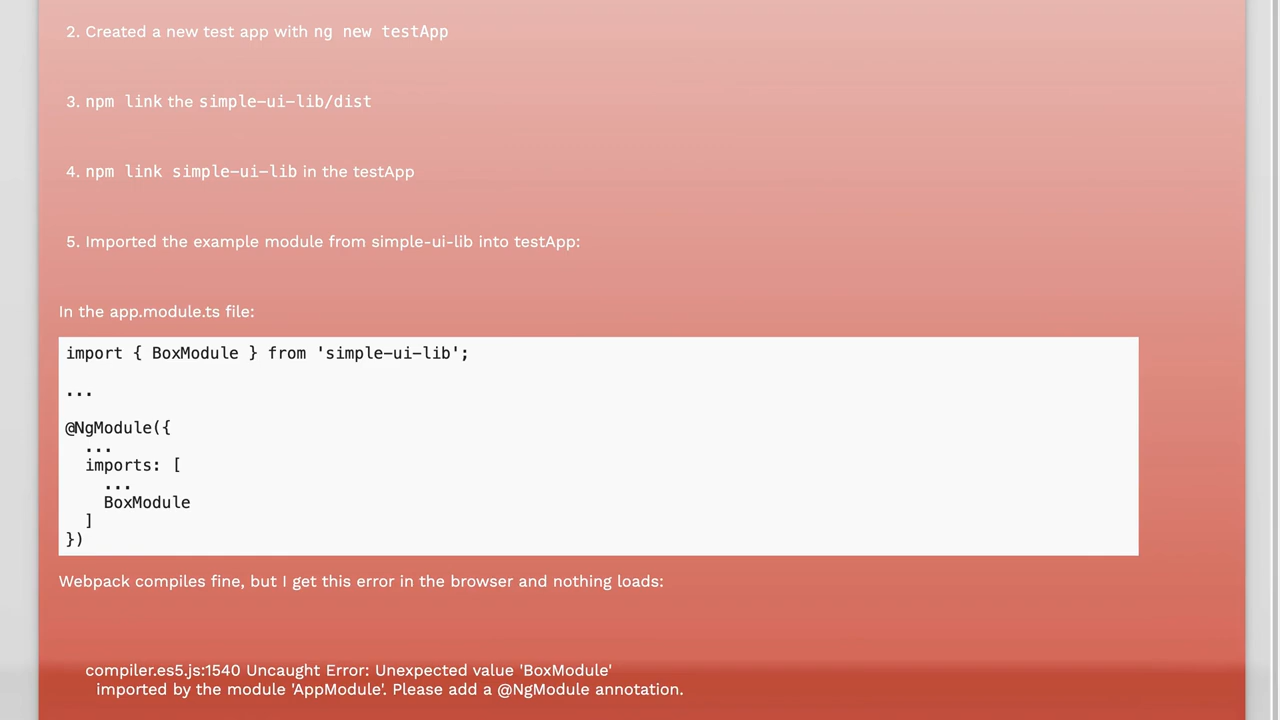 2. Created a new test app with ng new testApp
3. npm link the simple-ui-lib/dist
4. npm link simple-ui-lib in the testApp
5. Imported the example module from simple-ui-lib into testApp:
In the app.module.ts file:
import { BoxModule } from 'simple-ui-lib';
...
@NgModule({
  ...
  imports: [
    ...
    BoxModule
  ]
})
Webpack compiles fine, but I get this error in the browser and nothing loads:
compiler.es5.js:1540 Uncaught Error: Unexpected value 'BoxModule'
imported by the module 'AppModule'. Please add a @NgModule annotation.